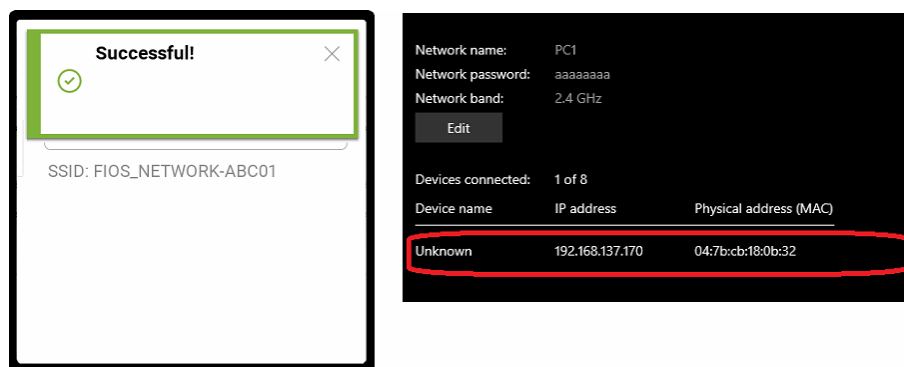 Successful!
SSID: FIOS_NETWORK-ABC01
Network name: PC1
Network password: aaaaaaaa
Network band: 2.4 GHz
Edit
Devices connected: 1 of 8
Device name IP address Physical address (MAC)
Unknown 192.168.137.170 04:7b:cb:18:0b:32